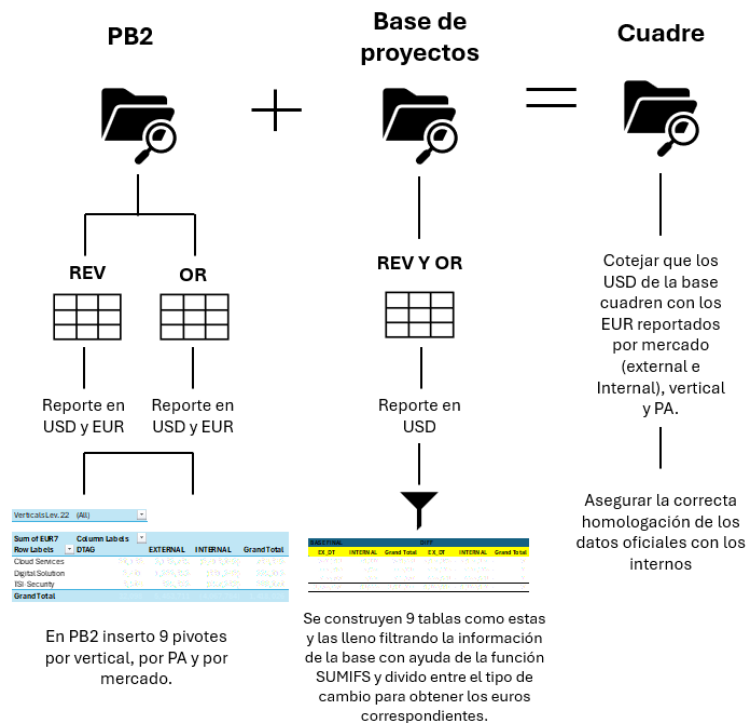 PB2
Base de
proyectos
Cuadre
REV
OR
REV Y OR
Reporte en
USD y EUR
Reporte en
USD y EUR
Reporte en
USD
Cotejar que los
USD de la base
cuadren con los
EUR reportados
por mercado
(external e
Internal), vertical
y PA.
Asegurar la correcta
homologación de los
datos oficiales con los
internos
VerticalsLev.22 (All)
Sum of EUR7 Column Labels
Row Labels DTAG EXTERNAL INTERNAL Grand Total
Cloud Services
Digital Solution
TSI-Security
Grand Total
BASE FINAL DIFF
EX_DT INTERNAL Grand Total EX_DT INTERNAL Grand Total
En PB2 inserto 9 pivotes
por vertical, por PA y por
mercado.
Se construyen 9 tablas como estas
y las lleno filtrando la información
de la base con ayuda de la función
SUMIFS y divido entre el tipo de
cambio para obtener los euros
correspondientes.